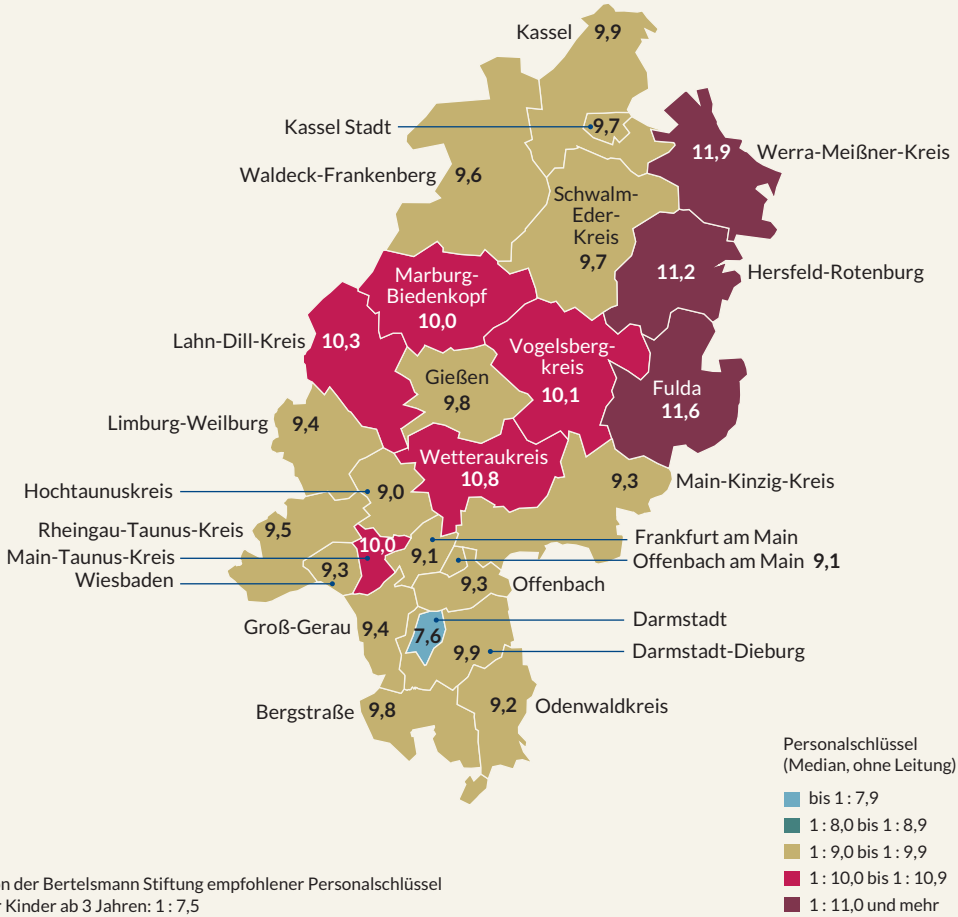 Kassel 9,9
Kassel Stadt 9,7
11,9 Werra-Meißner-Kreis
Waldeck-Frankenberg 9,6
Schwalm-
Eder-
Kreis
9,7
11,2 Hersfeld-Rotenburg
Marburg-
Biedenkopf
10,0
Lahn-Dill-Kreis 10,3
Vogelsberg-
kreis
10,1
Gießen
9,8
Fulda
11,6
Limburg-Weilburg 9,4
Wetteraukreis
10,8
9,3 Main-Kinzig-Kreis
Hochtaunuskreis 9,0
Rheingau-Taunus-Kreis 9,5
Main-Taunus-Kreis 10,0
Wiesbaden 9,3
9,1 Frankfurt am Main
Offenbach am Main 9,1
9,3 Offenbach
Groß-Gerau 9,4
7,6 Darmstadt
9,9 Darmstadt-Dieburg
Bergstraße 9,8
9,2 Odenwaldkreis
Personalschlüssel
(Median, ohne Leitung)
bis 1 : 7,9
1 : 8,0 bis 1 : 8,9
1 : 9,0 bis 1 : 9,9
1 : 10,0 bis 1 : 10,9
1 : 11,0 und mehr
der Bertelsmann Stiftung empfohlener Personalschlüssel
Kinder ab 3 Jahren: 1 : 7,5